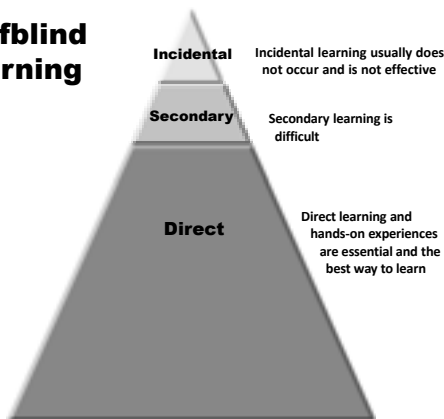 fblind
rning
Incidental
Incidental learning usually does
not occur and is not effective
Secondary
Secondary learning is
difficult
Direct
Direct learning and
hands-on experiences
are essential and the
best way to learn